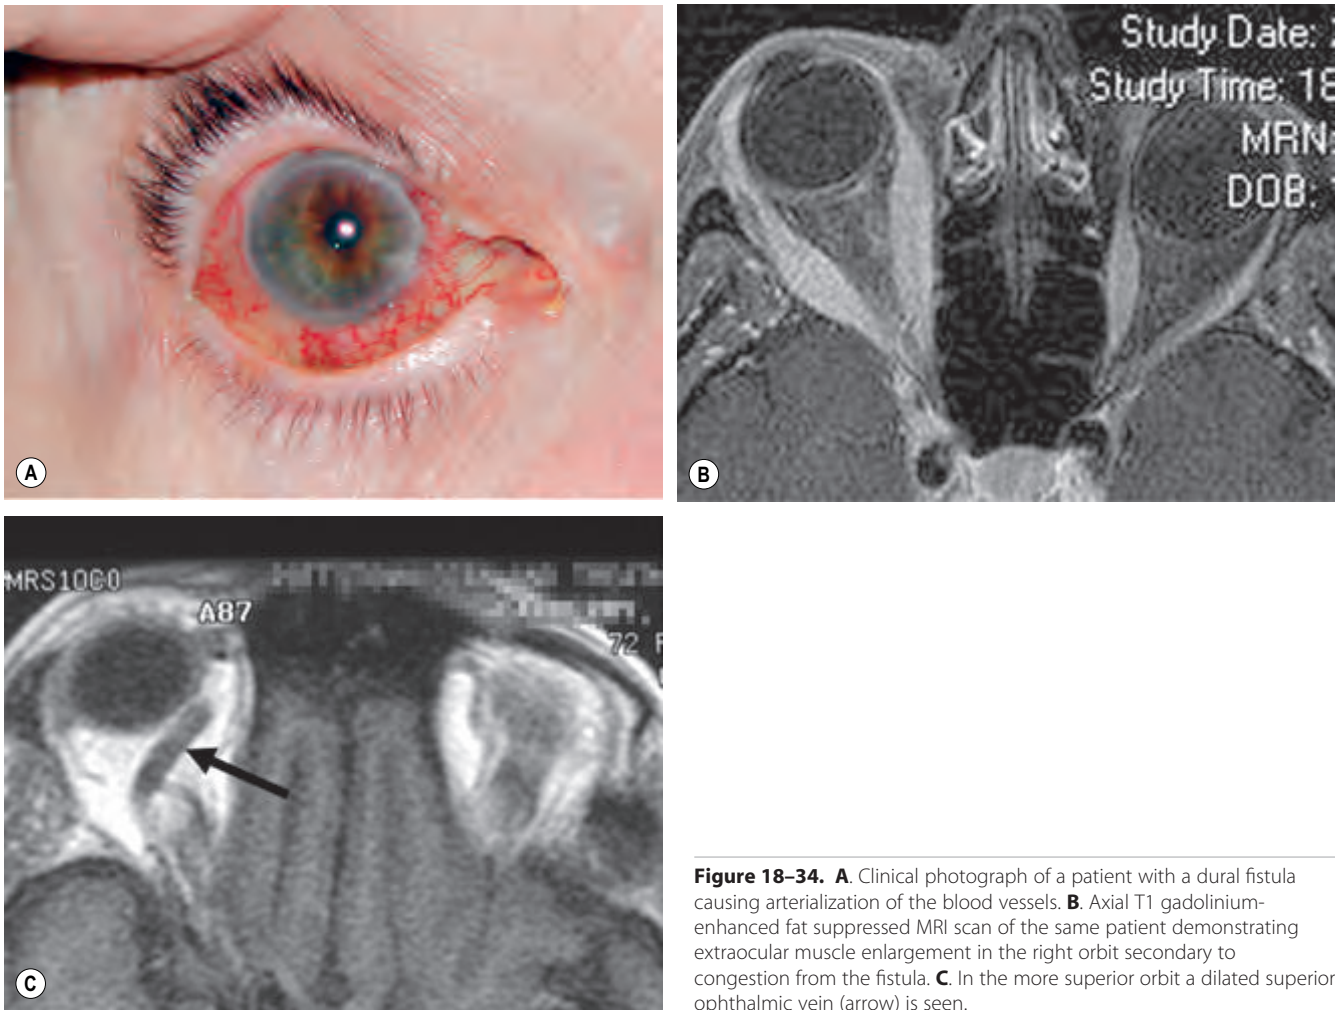 Study Date:
Study Time: 18
MRN:
DOB:
A
B
MRS1000
A87
72 F
C
Figure 18–34. A. Clinical photograph of a patient with a dural fistula
causing arterialization of the blood vessels. B. Axial T1 gadolinium-
enhanced fat suppressed MRI scan of the same patient demonstrating
extraocular muscle enlargement in the right orbit secondary to
congestion from the fistula. C. In the more superior orbit a dilated superior
ophthalmic vein (arrow) is seen.